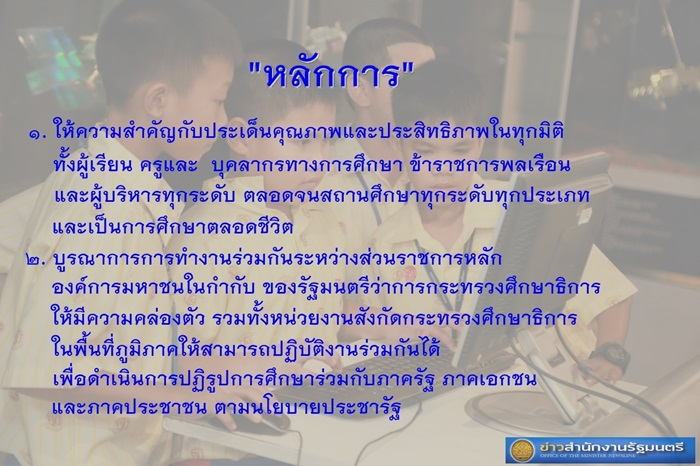 "หลักการ"
๑. ให้ความสำคัญกับประเด็นคุณภาพและประสิทธิภาพในทุกมิติ
ทั้งผู้เรียน ครูและ บุคลากรทางการศึกษา ข้าราชการพลเรือน
และผู้บริหารทุกระดับ ตลอดจนสถานศึกษาทุกระดับทุกประเภท
และเป็นการศึกษาตลอดชีวิต
๒. บูรณาการการทำงานร่วมกันระหว่างส่วนราชการหลัก
องค์การมหาชนในกำกับ ของรัฐมนตรีว่าการกระทรวงศึกษาธิการ
ให้มีความคล่องตัว รวมทั้งหน่วยงานสังกัดกระทรวงศึกษาธิการ
ในพื้นที่ภูมิภาคให้สามารถปฏิบัติงานร่วมกันได้
เพื่อดำเนินการปฏิรูปการศึกษาร่วมกับภาครัฐ ภาคเอกชน
และภาคประชาชน ตามนโยบายประชารัฐ
ข่าวสำนักงานรัฐมนตรี
OFFICE OF THE MINISTER NEWSLINE